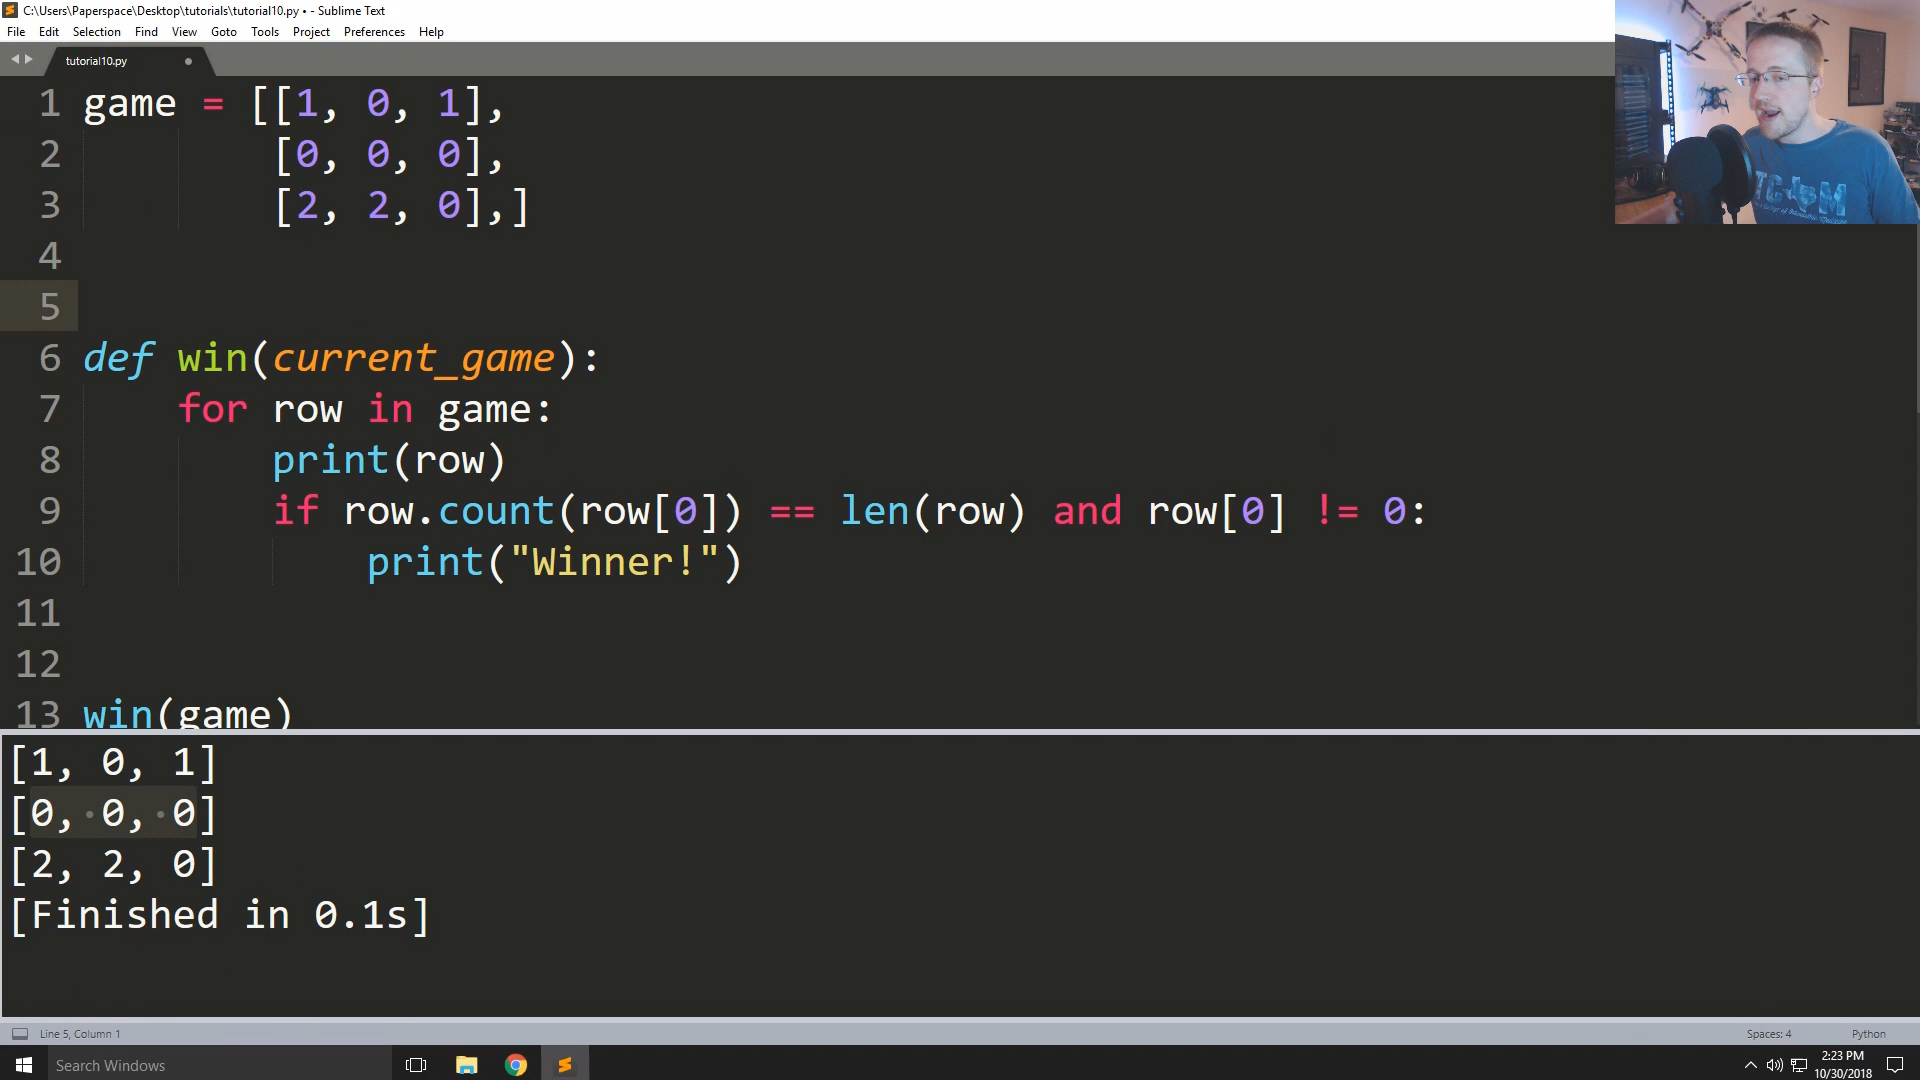 C:\Users\Paperspace\Desktop\tutorials\tutorial10.py • - Sublime Text
File Edit Selection Find View Goto Tools Project Preferences Help
tutorial10.py
1 game = [[1, 0, 1],
2 [0, 0, 0],
3 [2, 2, 0],]
4
5
6 def win(current_game):
7 for row in game:
8 print(row)
9 if row.count(row[0]) == len(row) and row[0] != 0:
10 print("Winner!")
11
12
13 win(game)
[1, 0, 1]
[0, 0, 0]
[2, 2, 0]
[Finished in 0.1s]
Line 5, Column 1
Spaces: 4
Python
Search Windows
2:23 PM
10/30/2018